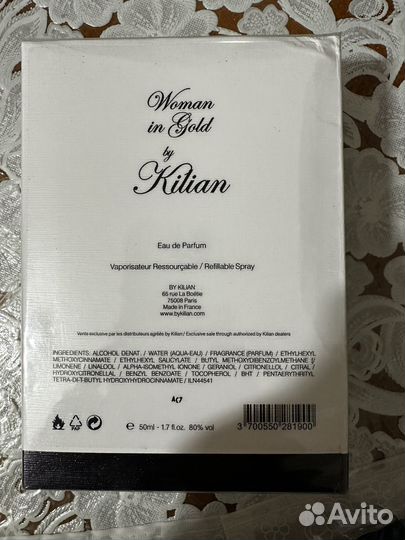 Woman
in Gold
by
Kilian
Eau de Parfum
Vaporisateur Ressourçable / Refillable Spray
BY KILIAN
65 rue La Boëtie
75008 Paris
Made in France
www.bykilian.com
Vente exclusive par les distributeurs agréés by Kilian / Exclusive sale through authorized by Kilian dealers
INGREDIENTS: ALCOHOL DENAT. / WATER (AQUA-EAU) / FRAGRANCE (PARFUM) / ETHYLHEXYL
METHOXYCINNAMATE / ETHYLHEXYL SALICYLATE / BUTYL METHOXYDIBENZOYLMETHANE /
LIMONENE / LINALOOL / ALPHA-ISOMETHYL IONONE / GERANIOL / CITRONELLOL / CITRAL /
HYDROXYCITRONELLAL / BENZYL BENZOATE / TOCOPHEROL / BHT / PENTAERYTHRITYL
TETRA-DI-T-BUTYL HYDROXYHYDROCINNAMATE / ILN44541
AC7
PAP
e 50ml - 1.7 fl.oz. 80% vol
3 700550 281900
Avito